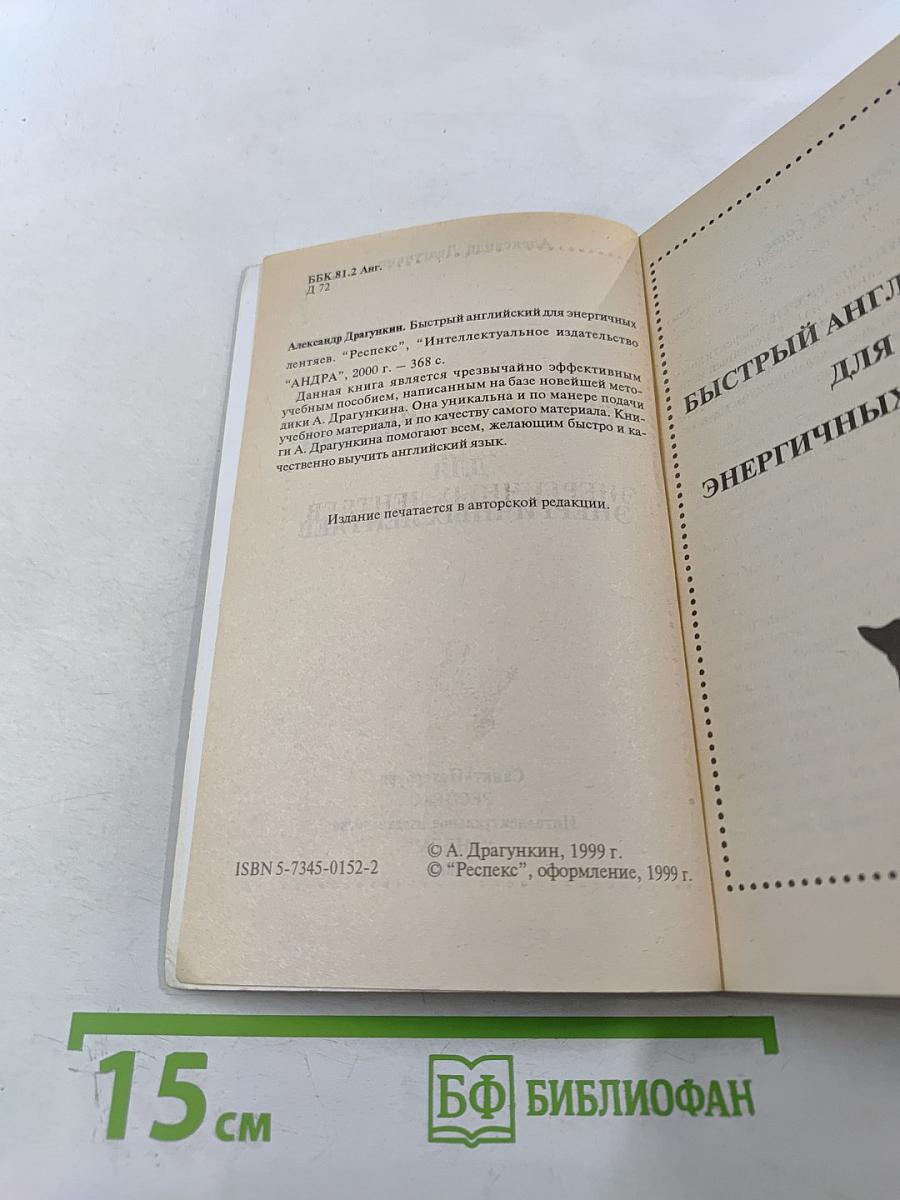 ББК 81.2 Анг.
Д 72
Александр Драгункин. Быстрый английский для энергичных
лентяев. “Респекс”, “Интеллектуальное издательство
“АНДРА”, 2000 г. — 368 с.
Данная книга является чрезвычайно эффективным
учебным пособием, написанным на базе новейшей мето-
дики А. Драгункина. Она уникальна и по манере подачи
учебного материала, и по качеству самого материала. Кни-
ги А. Драгункина помогают всем, желающим быстро и ка-
чественно выучить английский язык.
Издание печатается в авторской редакции.
ISBN 5-7345-0152-2
© А. Драгункин, 1999 г.
© “Респекс”, оформление, 1999 г.
БЫСТРЫЙ АНГЛ
ДЛЯ
ЭНЕРГИЧНЫХ
15 см
БФ БИБЛИОФАН